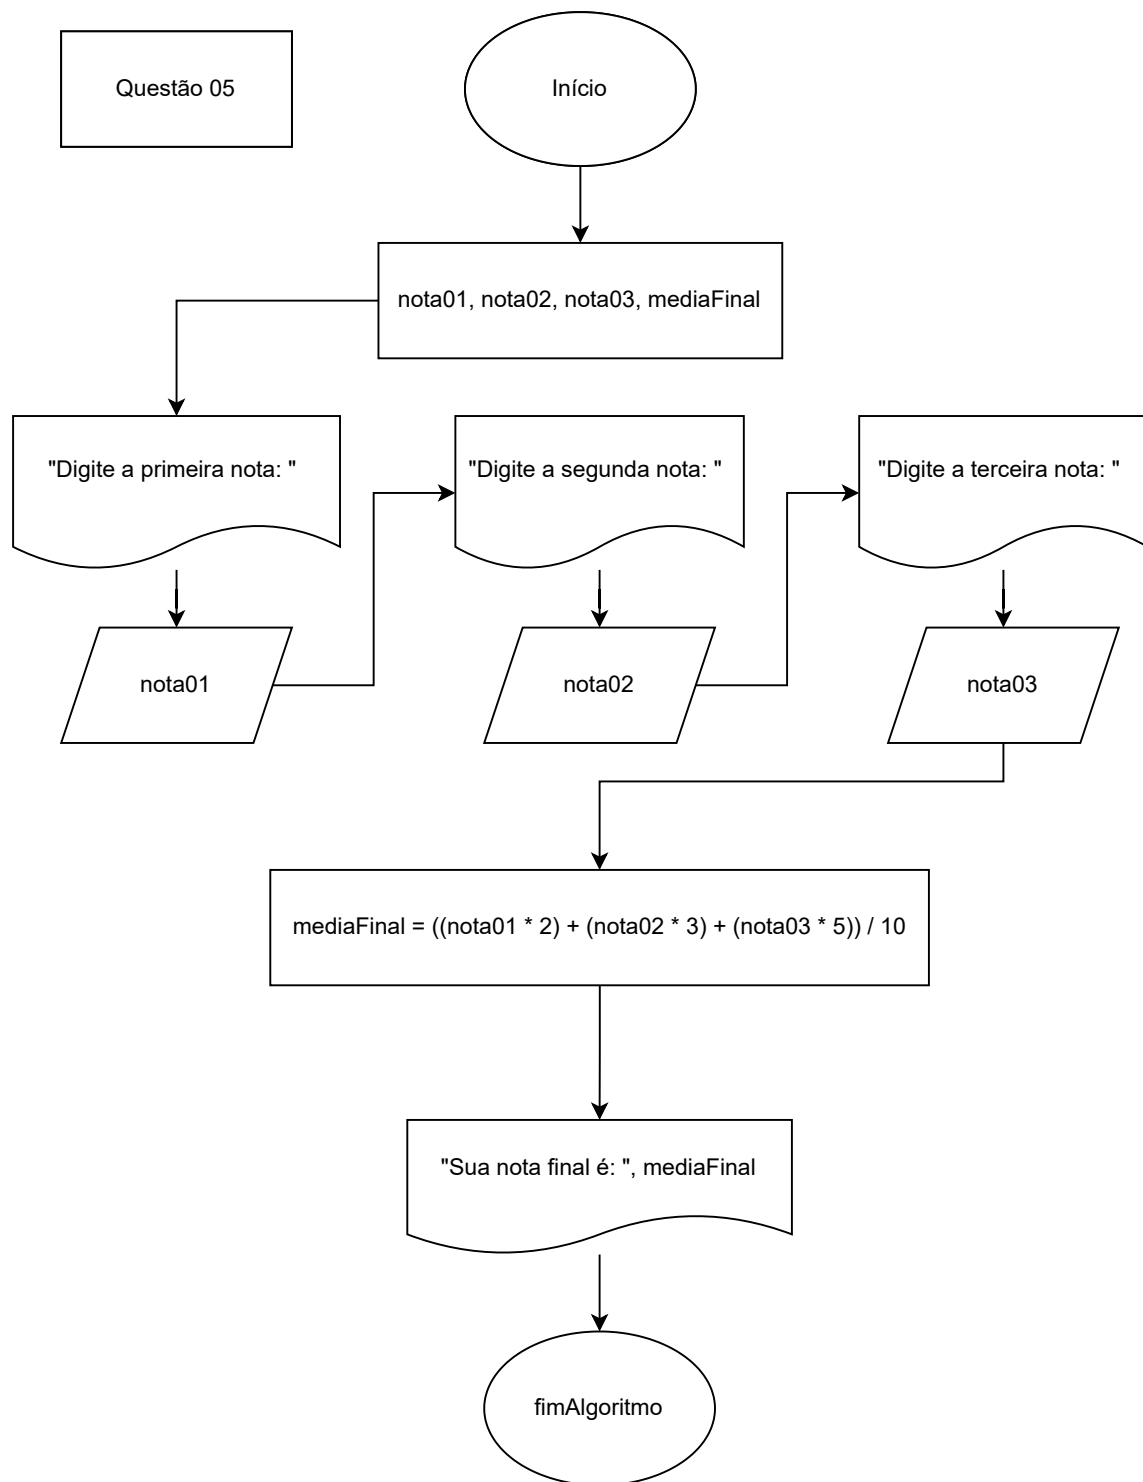 Questão 05
Início
nota01, nota02, nota03, mediaFinal
"Digite a primeira nota: "
nota01
"Digite a segunda nota: "
nota02
"Digite a terceira nota: "
nota03
mediaFinal = ((nota01 * 2) + (nota02 * 3) + (nota03 * 5)) / 10
"Sua nota final é: ", mediaFinal
fimAlgoritmo